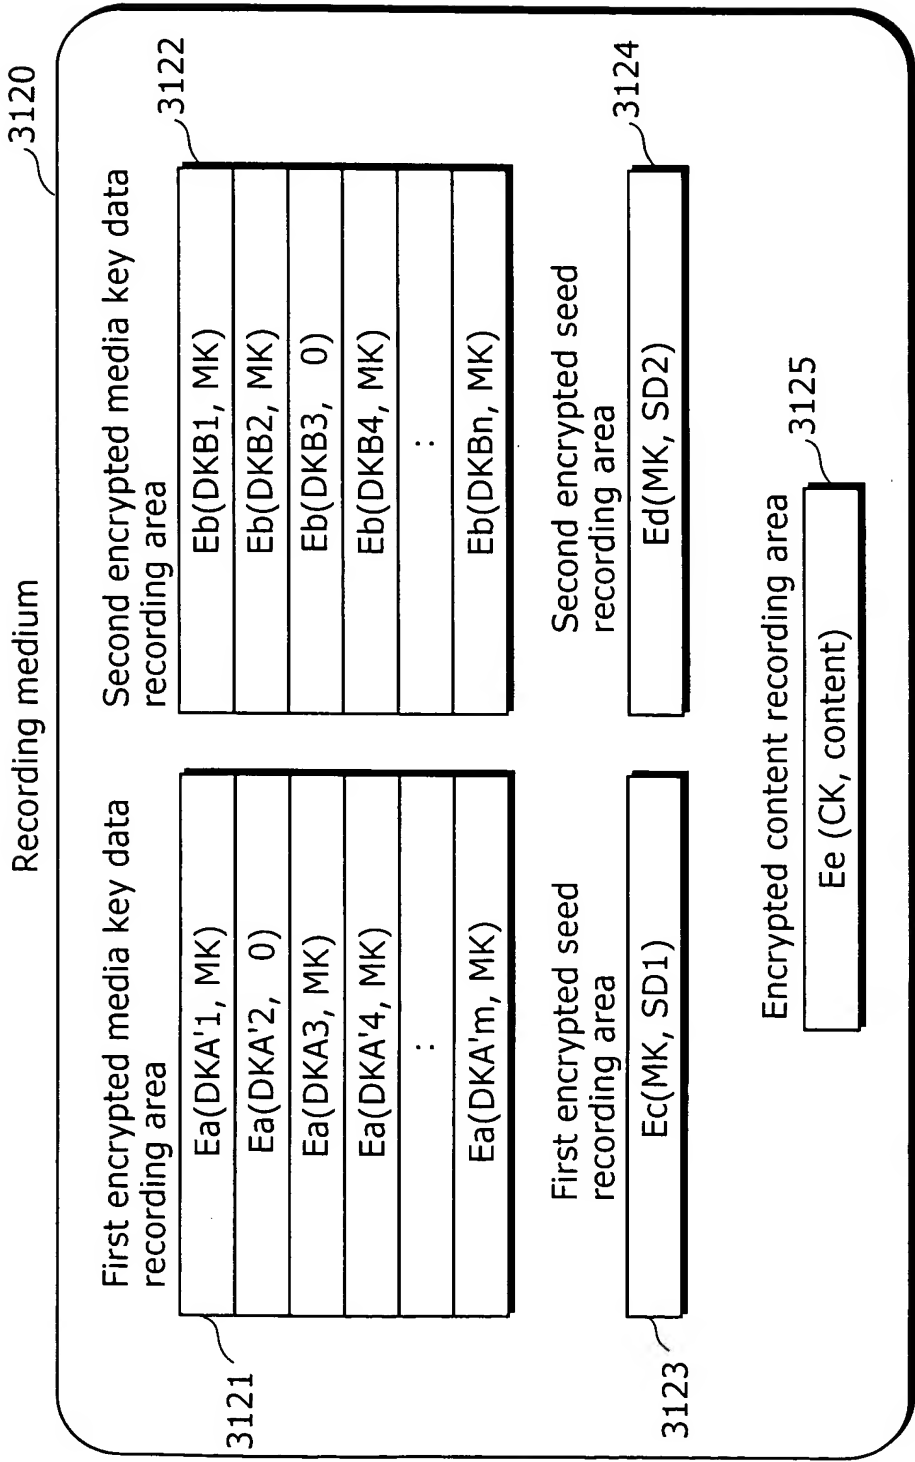 Recording medium
3120
First encrypted media key data
recording area
3121
Ea(DKA'1, MK)
Ea(DKA'2, 0)
Ea(DKA3, MK)
Ea(DKA'4, MK)
:
Ea(DKA'm, MK)
Second encrypted media key data
recording area
3122
Eb(DKB1, MK)
Eb(DKB2, MK)
Eb(DKB3, 0)
Eb(DKB4, MK)
:
Eb(DKBn, MK)
First encrypted seed
recording area
3123
Ec(MK, SD1)
Second encrypted seed
recording area
3124
Ed(MK, SD2)
Encrypted content recording area
3125
Ee (CK, content)